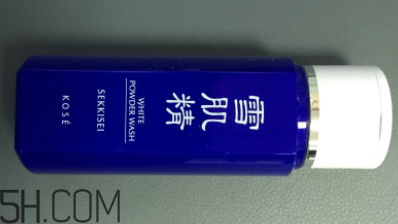 雪肌精
WHITE
POWDER WASH
SEKKISEI
KOSÉ
5H.COM